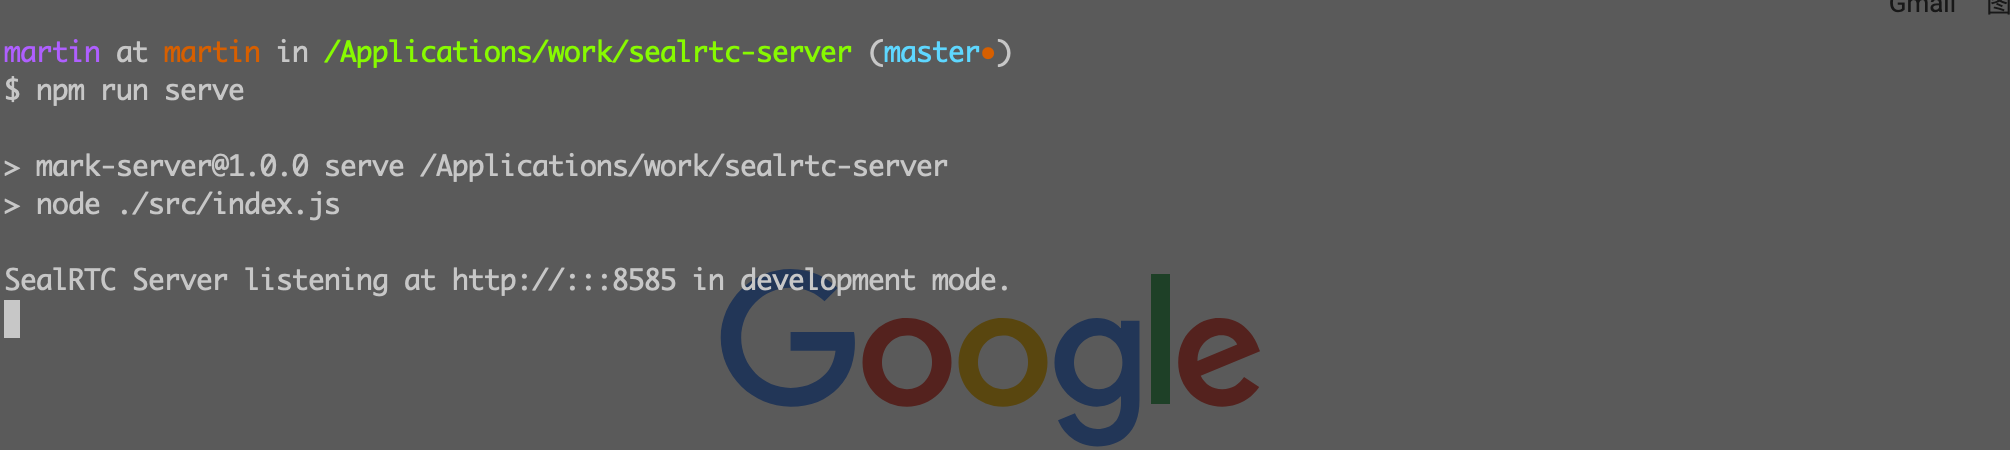 Gmail 图
martin at martin in /Applications/work/sealrtc-server (master•)
$ npm run serve
> mark-server@1.0.0 serve /Applications/work/sealrtc-server
> node ./src/index.js
SealRTC Server listening at http://:::8585 in development mode.
Google